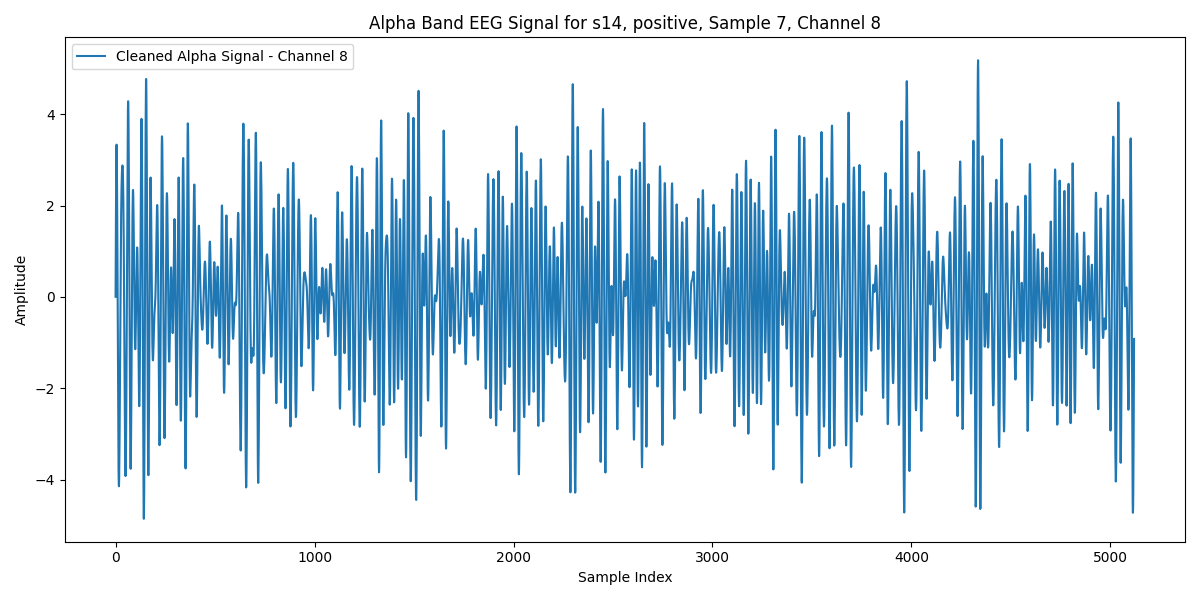 Alpha Band EEG Signal for s14, positive, Sample 7, Channel 8
Cleaned Alpha Signal - Channel 8
Amplitude
4
2
0
−2
−4
0 1000 2000 3000 4000 5000
Sample Index